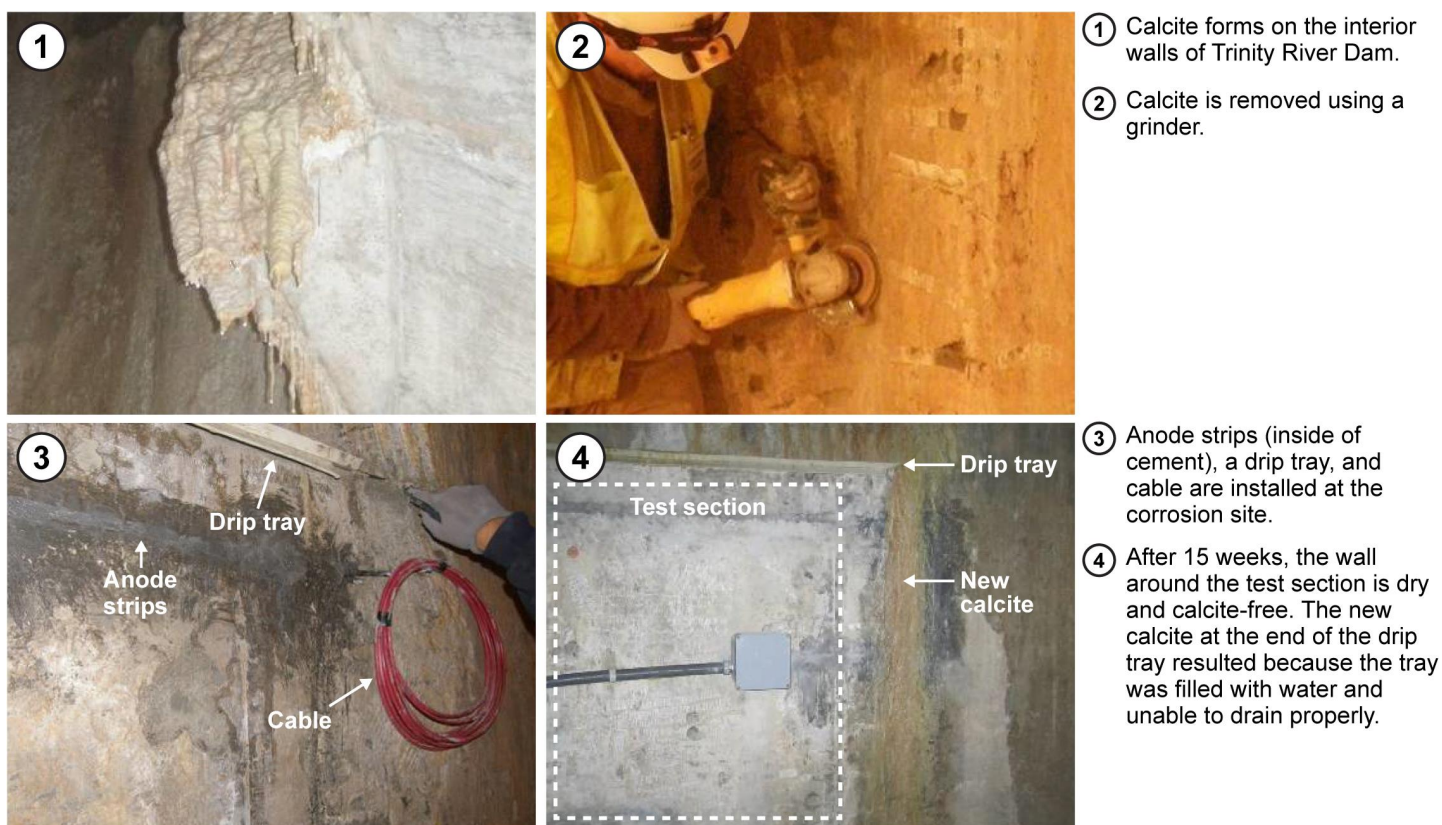 1
2
1 Calcite forms on the interior
walls of Trinity River Dam.
2 Calcite is removed using a
grinder.
3
Drip tray
Anode
strips
Cable
4
Drip tray
Test section
New
calcite
3 Anode strips (inside of
cement), a drip tray, and
cable are installed at the
corrosion site.
4 After 15 weeks, the wall
around the test section is dry
and calcite-free. The new
calcite at the end of the drip
tray resulted because the tray
was filled with water and
unable to drain properly.